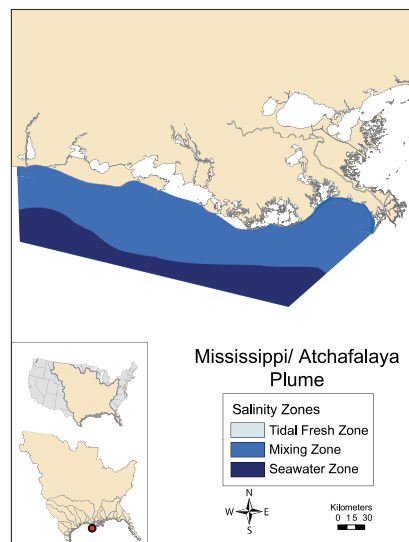 Mississippi/ Atchafalaya
Plume
Salinity Zones
Tidal Fresh Zone
Mixing Zone
Seawater Zone
N
W E
S
Kilometers
0 15 30